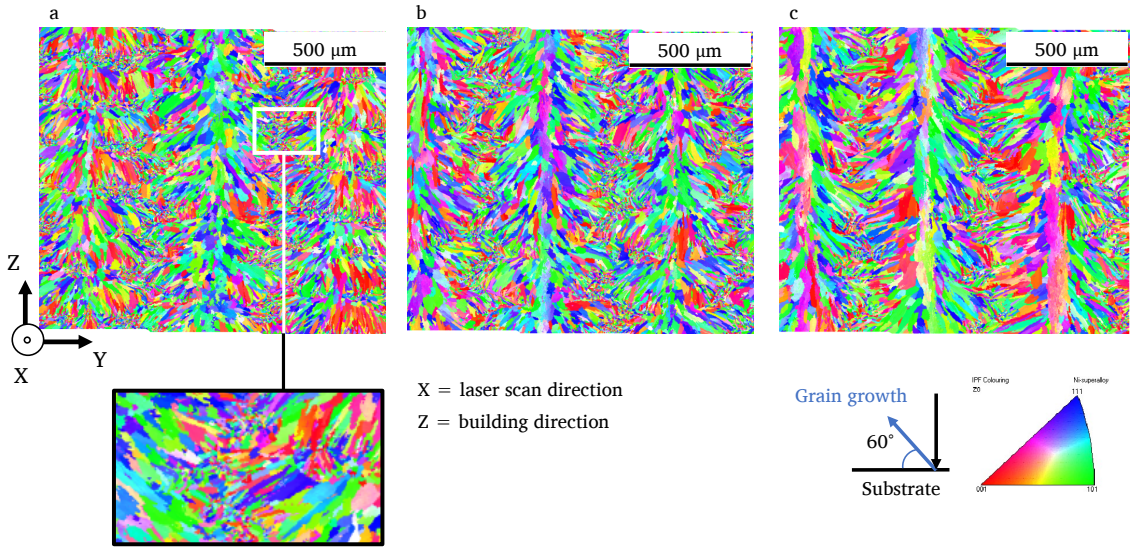 a
b
c
500 μm
500 μm
500 μm
Z
Y
X
X = laser scan direction
Z = building direction
Grain growth
60°
Substrate
IPF Colouring
Ni-superalloy
Z0
111
001
101